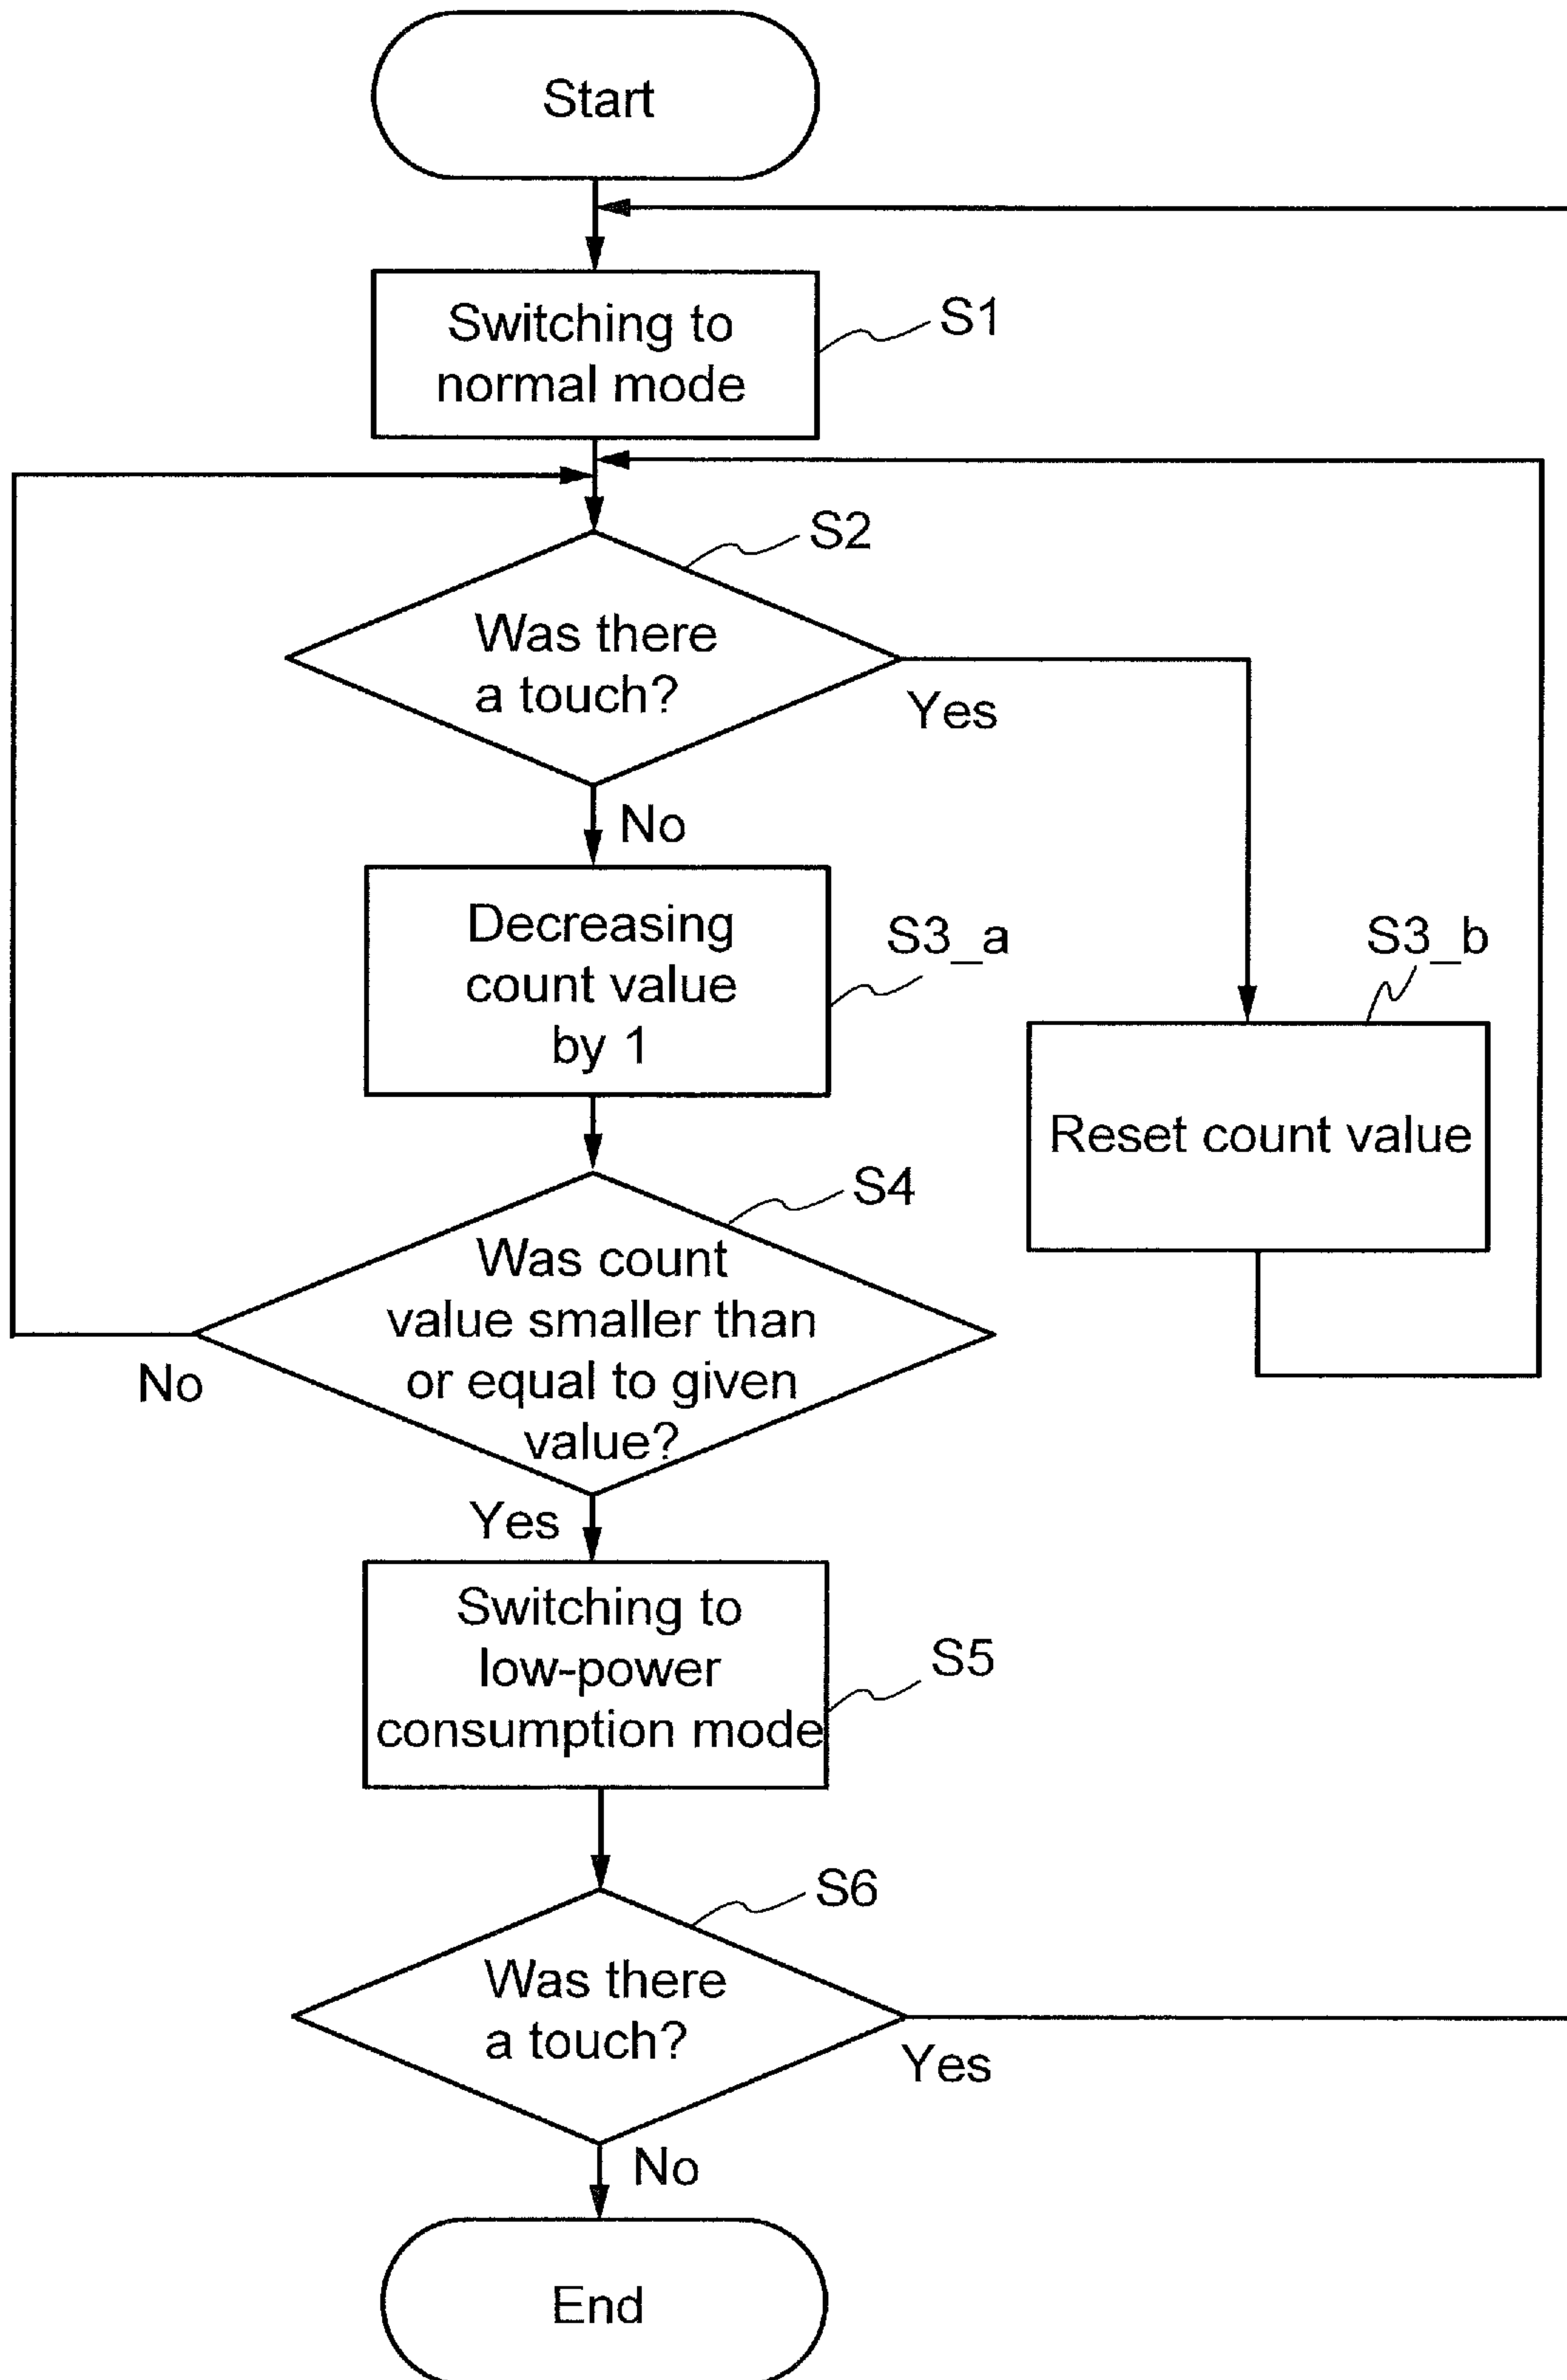 Start
Switching to
normal mode
S1
S2
Was there
a touch?
Yes
No
Decreasing
count value
by 1
S3_a
S3_b
Reset count value
S4
Was count
value smaller than
or equal to given
value?
No
Yes
Switching to
low-power
consumption mode
S5
S6
Was there
a touch?
Yes
No
End